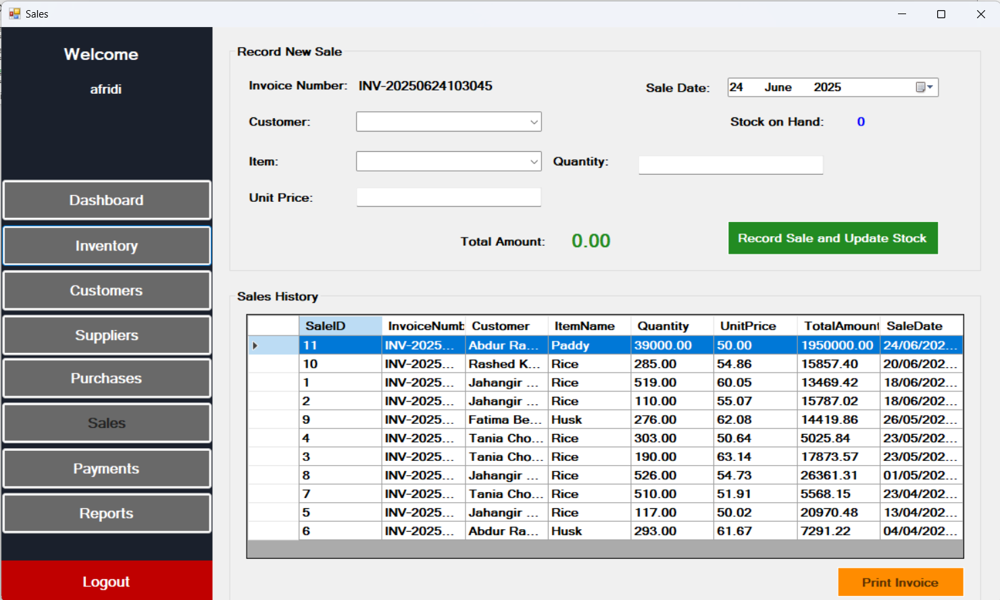 Sales
Welcome
afridi
Dashboard
Inventory
Customers
Suppliers
Purchases
Sales
Payments
Reports
Logout
Record New Sale
Invoice Number: INV-20250624103045
Sale Date: 24 June 2025
Customer:
Stock on Hand: 0
Item:
Quantity:
Unit Price:
Total Amount: 0.00
Record Sale and Update Stock
Sales History
SaleID InvoiceNumb Customer ItemName Quantity UnitPrice TotalAmount SaleDate
11 INV-2025... Abdur Ra... Paddy 39000.00 50.00 1950000.00 24/06/202...
10 INV-2025... Rashed K... Rice 285.00 54.86 15857.40 20/06/202...
1 INV-2025... Jahangir ... Rice 519.00 60.05 13469.42 18/06/202...
2 INV-2025... Jahangir ... Rice 110.00 55.07 15787.02 18/06/202...
9 INV-2025... Fatima Be... Husk 276.00 62.08 14419.86 26/05/202...
4 INV-2025... Tania Cho... Rice 303.00 50.64 5025.84 23/05/202...
3 INV-2025... Tania Cho... Rice 190.00 63.14 17873.57 23/05/202...
8 INV-2025... Jahangir ... Rice 526.00 54.73 26361.31 01/05/202...
7 INV-2025... Tania Cho... Rice 510.00 51.91 5568.15 23/04/202...
5 INV-2025... Jahangir ... Rice 117.00 50.02 20970.48 13/04/202...
6 INV-2025... Abdur Ra... Husk 293.00 61.67 7291.22 04/04/202...
Print Invoice